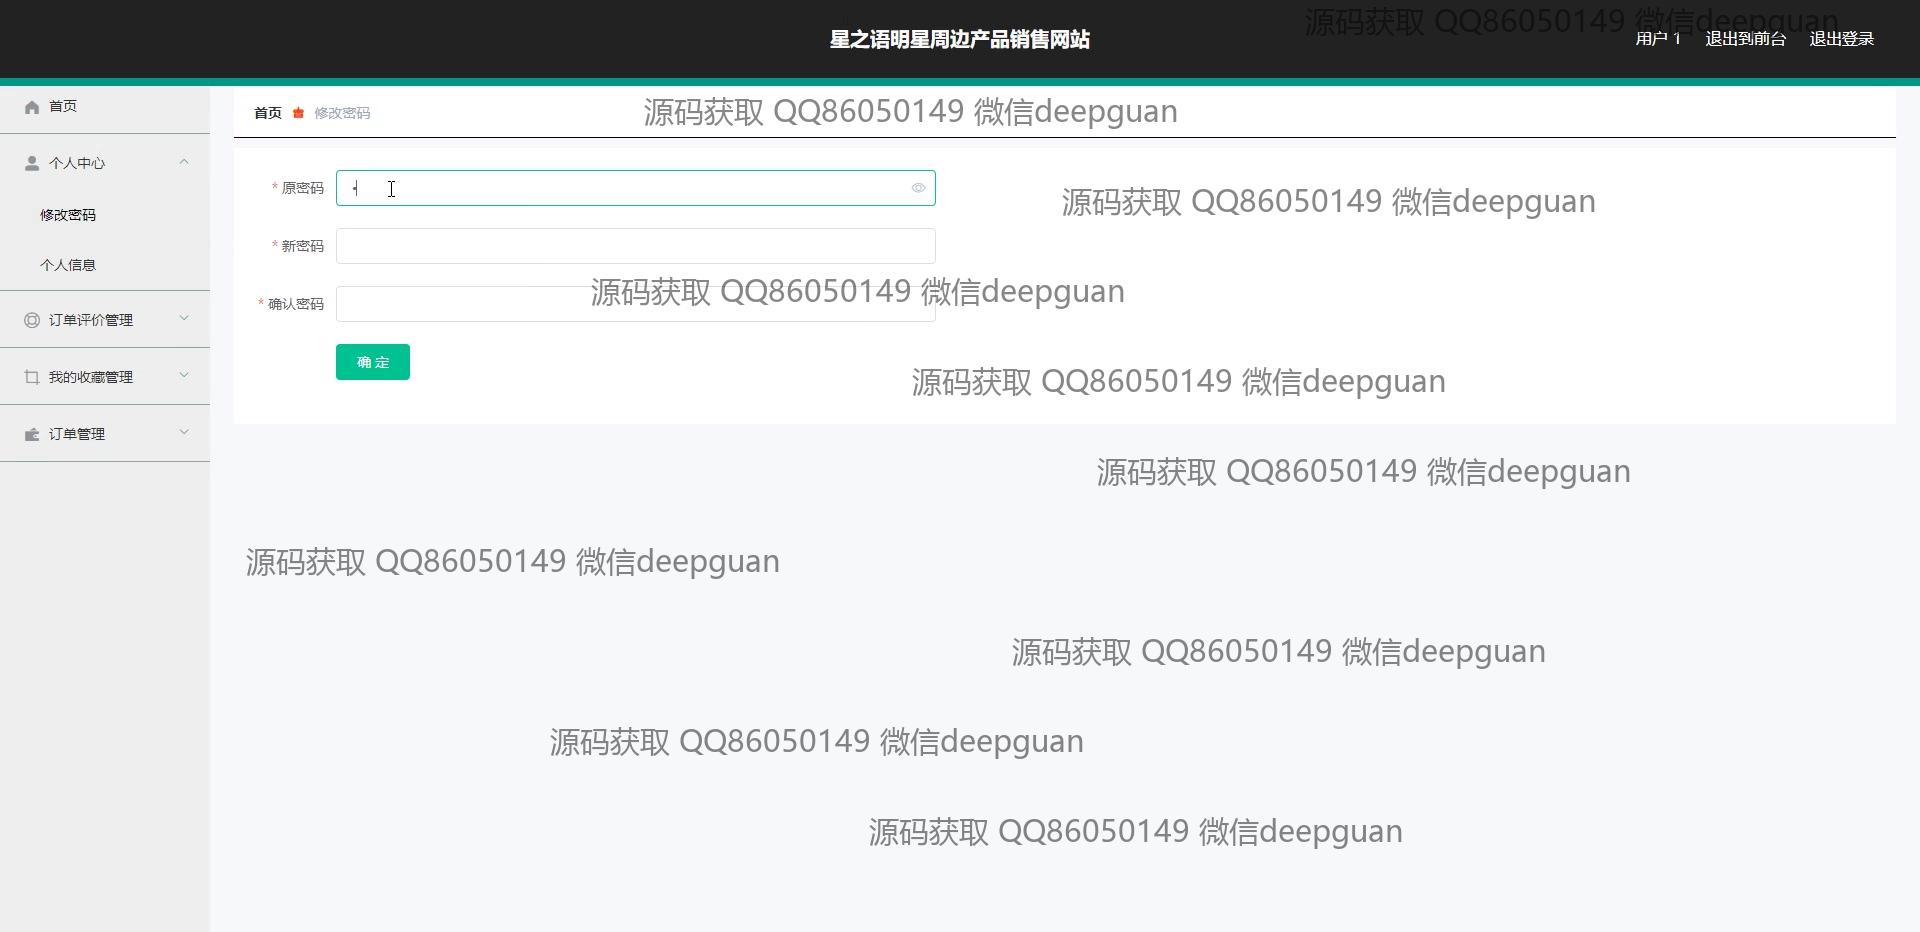 源码获取 QQ86050149 微信deepguan
星之语明星周边产品销售网站
用户 1 退出到前台 退出登录
首页
首页 修改密码
源码获取 QQ86050149 微信deepguan
个人中心
* 原密码
源码获取 QQ86050149 微信deepguan
修改密码
* 新密码
个人信息
源码获取 QQ86050149 微信deepguan
* 确认密码
订单评价管理
确 定
我的收藏管理
源码获取 QQ86050149 微信deepguan
订单管理
源码获取 QQ86050149 微信deepguan
源码获取 QQ86050149 微信deepguan
源码获取 QQ86050149 微信deepguan
源码获取 QQ86050149 微信deepguan
源码获取 QQ86050149 微信deepguan